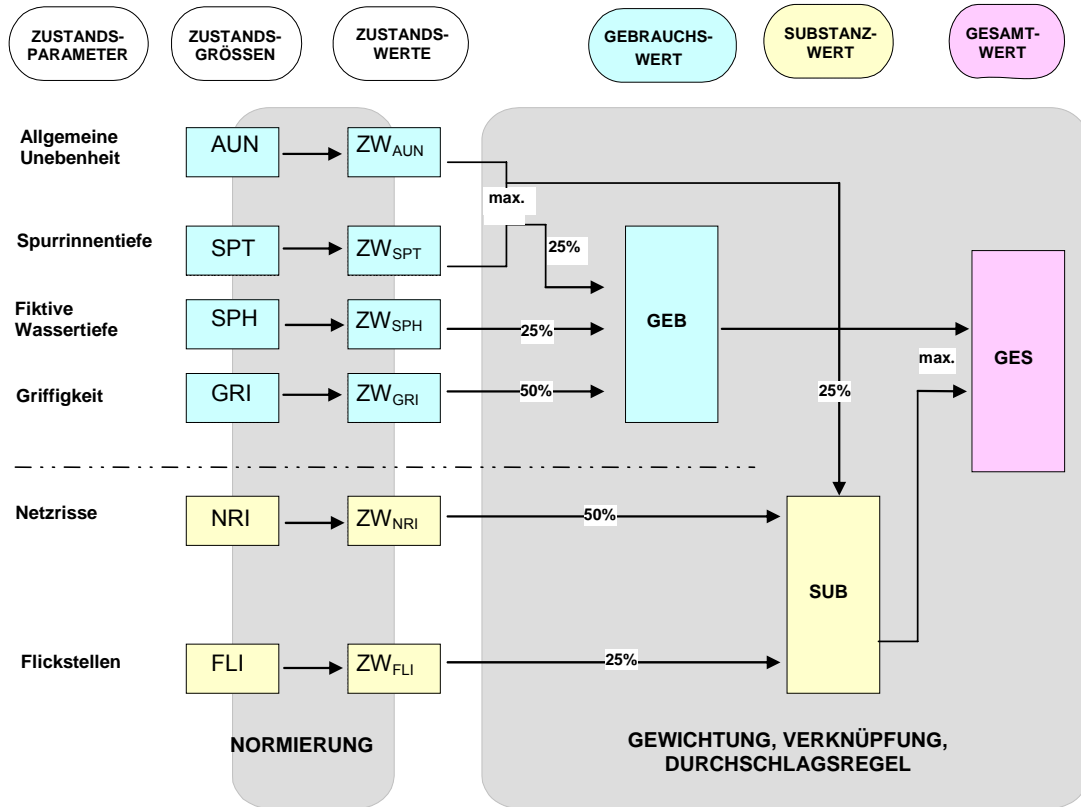 ZUSTANDS-
PARAMETER
ZUSTANDS-
GRÖSSEN
ZUSTANDS-
WERTE
GEBRAUCHS-
WERT
SUBSTANZ-
WERT
GESAMT-
WERT
Allgemeine
Unebenheit
AUN
ZWAUN
max.
Spurrinnentiefe
SPT
ZWSPT
25%
Fiktive
Wassertiefe
SPH
ZWSPH
25%
GEB
max.
GES
Griffigkeit
GRI
ZWGRI
50%
25%
Netzrisse
NRI
ZWNRI
50%
SUB
Flickstellen
FLI
ZWFLI
25%
NORMIERUNG
GEWICHTUNG, VERKNÜPFUNG,
DURCHSCHLAGSREGEL